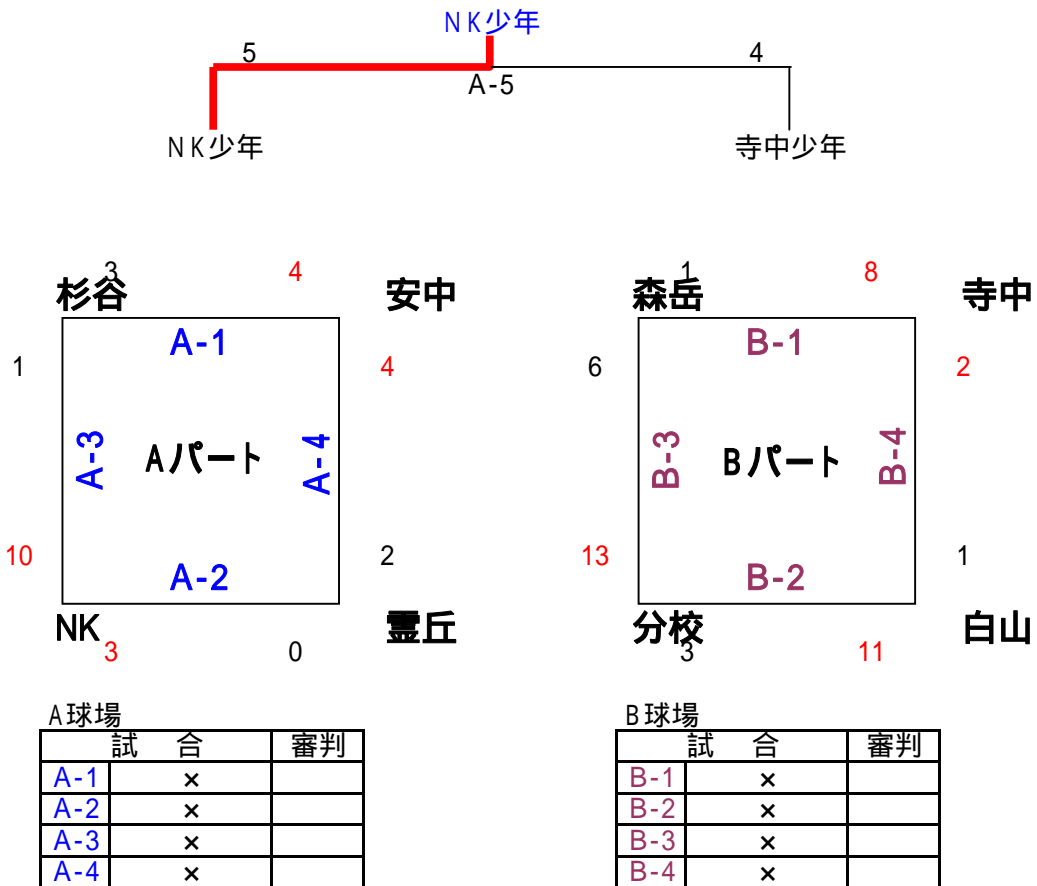 NK少年
5 4
A-5
NK少年 寺中少年
3 4 1 8
杉谷 安中 森岳 寺中
A-1 B-1
1 4 6 2
A-3 Aパート A-4 B-3 Bパート B-4
10 2 13 1
A-2 B-2
NK 霊丘 分校 白山
3 0 3 11
A球場 B球場
試 合 審判 試 合 審判
A-1 × B-1 ×
A-2 × B-2 ×
A-3 × B-3 ×
A-4 × B-4 ×